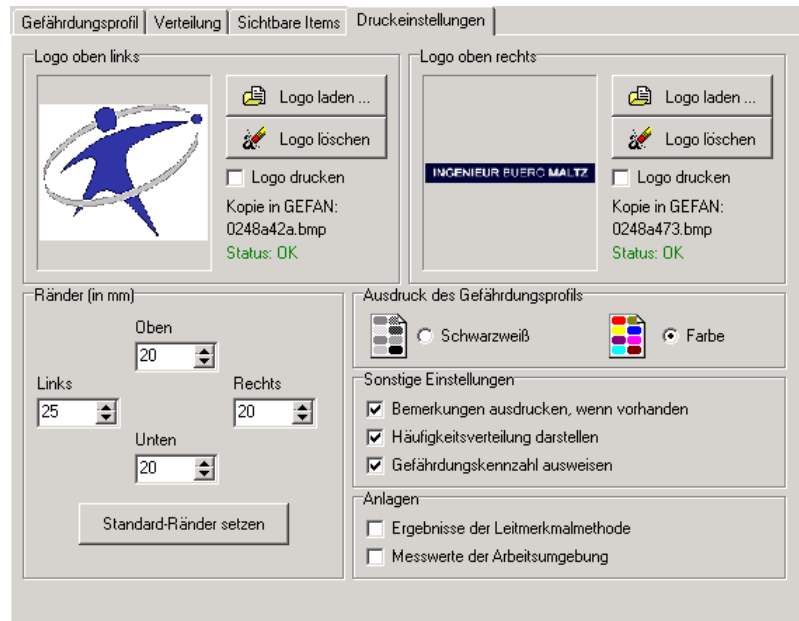 Gefährdungsprofil
Verteilung
Sichtbare Items
Druckeinstellungen
Logo oben links
Logo laden ...
Logo löschen
Logo drucken
Kopie in GEFAN:
0248a42a.bmp
Status: OK
Logo oben rechts
INGENIEUR BUERO MALTZ
Logo laden ...
Logo löschen
Logo drucken
Kopie in GEFAN:
0248a473.bmp
Status: OK
Ränder (in mm)
Oben
20
Links
25
Rechts
20
Unten
20
Standard-Ränder setzen
Ausdruck des Gefährdungsprofils
Schwarzweiß
Farbe
Sonstige Einstellungen
Bemerkungen ausdrucken, wenn vorhanden
Häufigkeitsverteilung darstellen
Gefährdungskennzahl ausweisen
Anlagen
Ergebnisse der Leitmerkmalmethode
Messwerte der Arbeitsumgebung